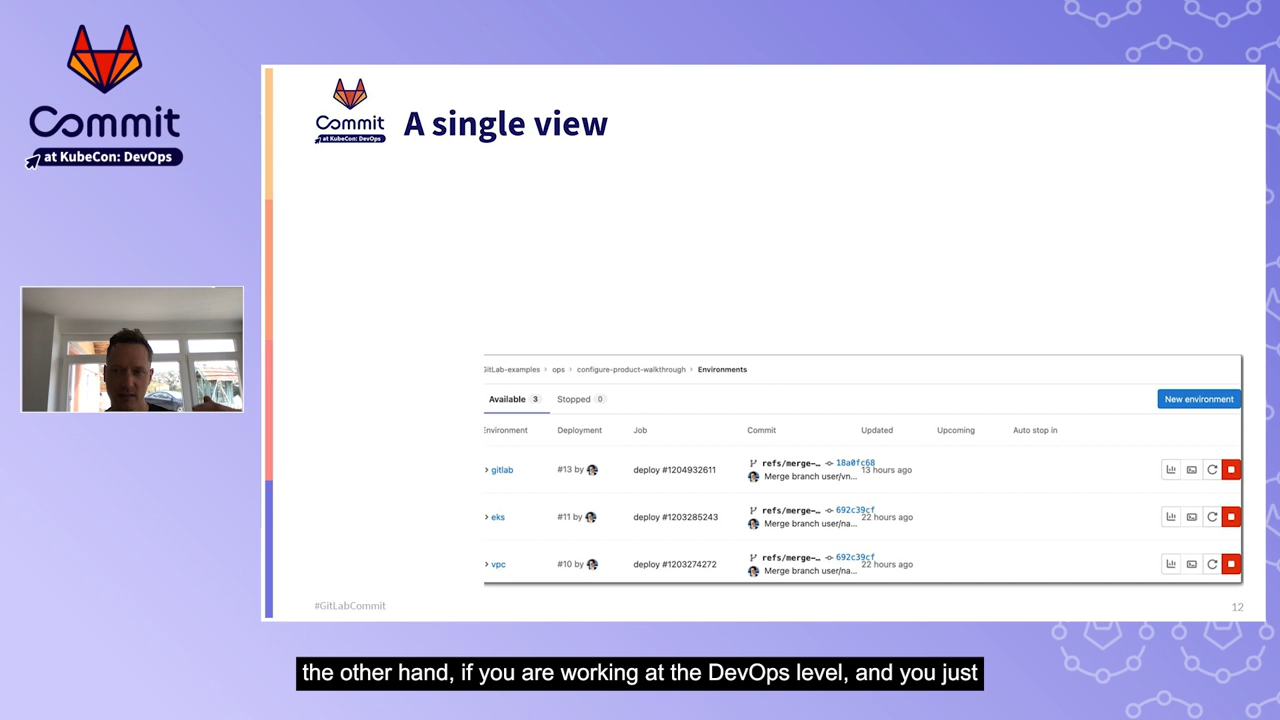 Commit
at KubeCon: DevOps
Commit
at KubeCon: DevOps
A single view
GitLab-examples › ops › configure-product-walkthrough › Environments
Available 3 Stopped 0
New environment
Environment Deployment Job Commit Updated Upcoming Auto stop in
gitlab #13 by deploy #1204932611 refs/merge-… 18a0fc68 13 hours ago
Merge branch user/vn...
eks #11 by deploy #1203285243 refs/merge-… 692c39cf 22 hours ago
Merge branch user/na...
vpc #10 by deploy #1203274272 refs/merge-… 692c39cf 22 hours ago
Merge branch user/na...
#GitLabCommit
12
the other hand, if you are working at the DevOps level, and you just